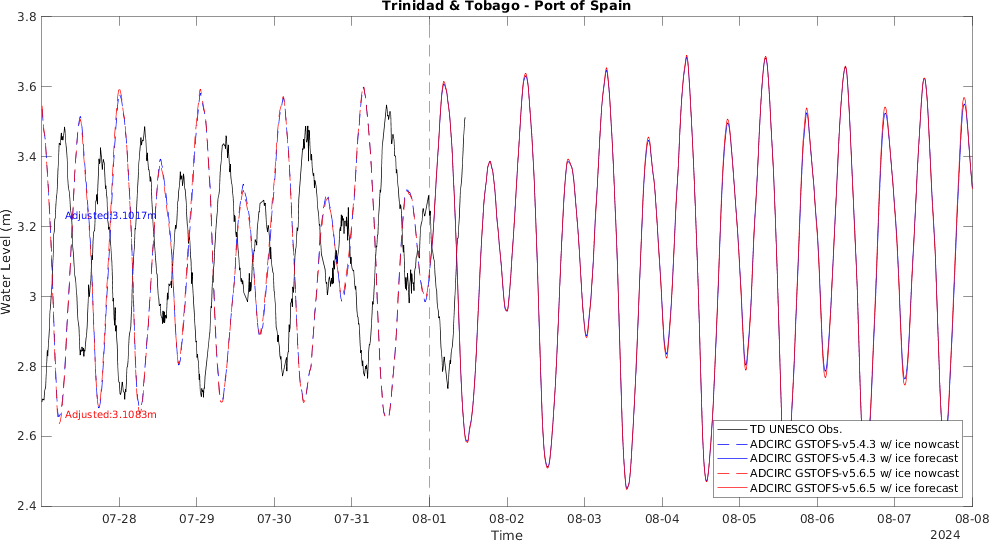 Trinidad & Tobago - Port of Spain
3.8
3.6
3.4
3.2
3
2.8
2.6
2.4
Water Level (m)
Adjusted:3.1017m
Adjusted:3.1083m
TD UNESCO Obs.
ADCIRC GSTOFS-v5.4.3 w/ ice nowcast
ADCIRC GSTOFS-v5.4.3 w/ ice forecast
ADCIRC GSTOFS-v5.6.5 w/ ice nowcast
ADCIRC GSTOFS-v5.6.5 w/ ice forecast
07-28 07-29 07-30 07-31 08-01 08-02 08-03 08-04 08-05 08-06 08-07 08-08
Time
2024